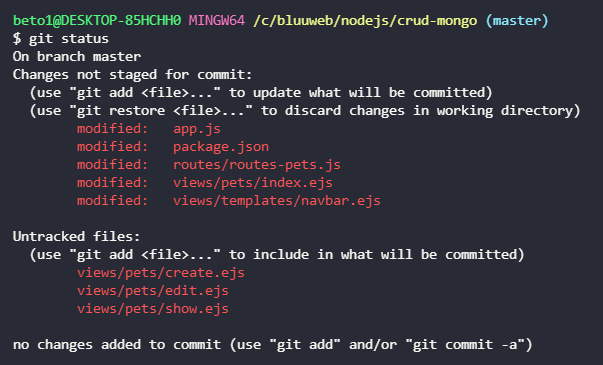 beto1@DESKTOP-85HCHH0 MINGW64 /c/bluuweb/nodejs/crud-mongo (master)
$ git status
On branch master
Changes not staged for commit:
  (use "git add <file>..." to update what will be committed)
  (use "git restore <file>..." to discard changes in working directory)
        modified:   app.js
        modified:   package.json
        modified:   routes/routes-pets.js
        modified:   views/pets/index.ejs
        modified:   views/templates/navbar.ejs

Untracked files:
  (use "git add <file>..." to include in what will be committed)
        views/pets/create.ejs
        views/pets/edit.ejs
        views/pets/show.ejs

no changes added to commit (use "git add" and/or "git commit -a")